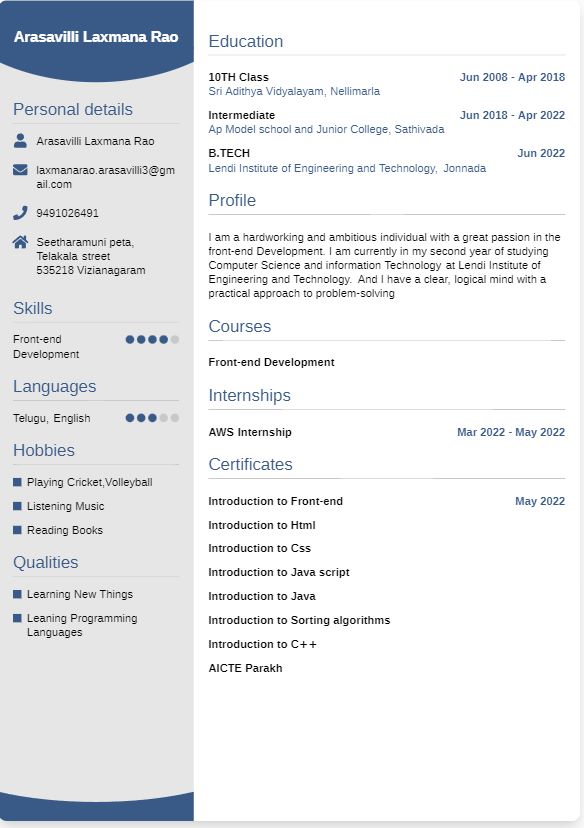 Arasavilli Laxmana Rao
Personal details
Arasavilli Laxmana Rao
laxmanarao.arasavilli3@gm
ail.com
9491026491
Seetharamuni peta,
Telakala street
535218 Vizianagaram
Skills
Front-end
Development
Languages
Telugu, English
Hobbies
Playing Cricket,Volleyball
Listening Music
Reading Books
Qualities
Learning New Things
Leaning Programming
Languages
Education
10TH Class Jun 2008 - Apr 2018
Sri Adithya Vidyalayam, Nellimarla
Intermediate Jun 2018 - Apr 2022
Ap Model school and Junior College, Sathivada
B.TECH Jun 2022
Lendi Institute of Engineering and Technology, Jonnada
Profile
I am a hardworking and ambitious individual with a great passion in the
front-end Development. I am currently in my second year of studying
Computer Science and information Technology at Lendi Institute of
Engineering and Technology. And I have a clear, logical mind with a
practical approach to problem-solving
Courses
Front-end Development
Internships
AWS Internship Mar 2022 - May 2022
Certificates
Introduction to Front-end May 2022
Introduction to Html
Introduction to Css
Introduction to Java script
Introduction to Java
Introduction to Sorting algorithms
Introduction to C++
AICTE Parakh